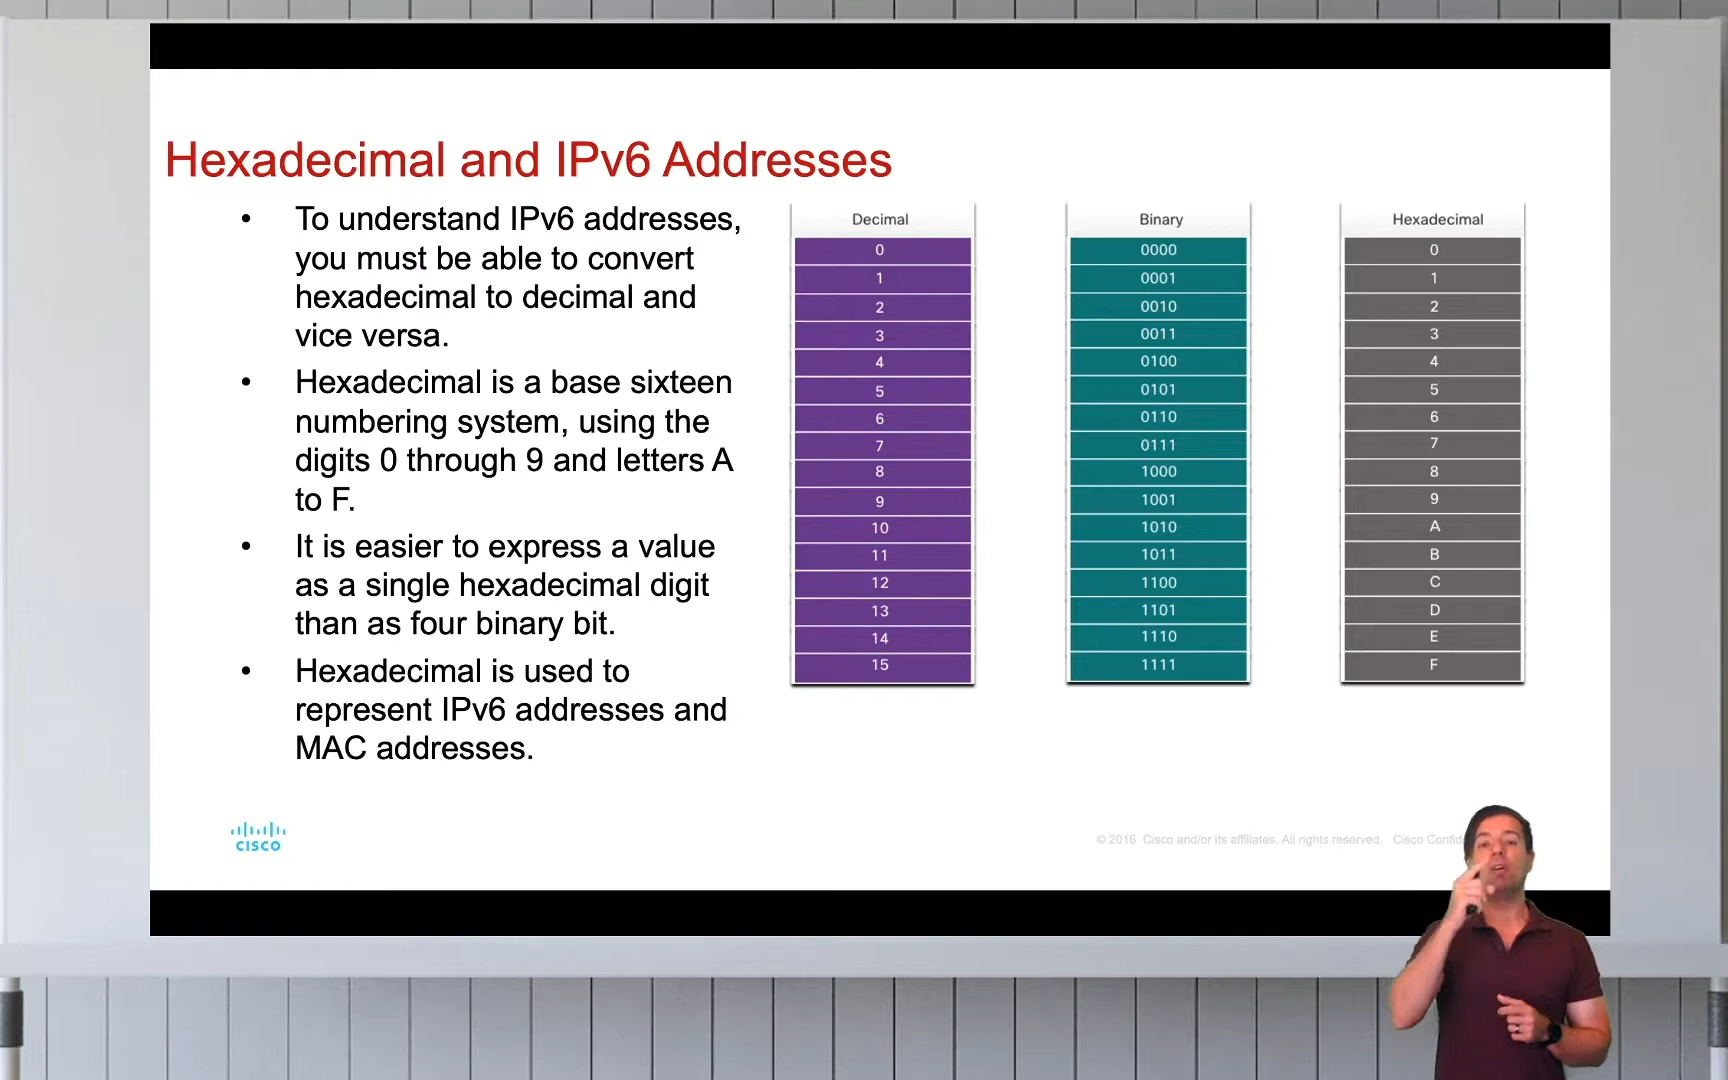 Hexadecimal and IPv6 Addresses
• To understand IPv6 addresses,
you must be able to convert
hexadecimal to decimal and
vice versa.
• Hexadecimal is a base sixteen
numbering system, using the
digits 0 through 9 and letters A
to F.
• It is easier to express a value
as a single hexadecimal digit
than as four binary bit.
• Hexadecimal is used to
represent IPv6 addresses and
MAC addresses.
Decimal Binary Hexadecimal
0 0000 0
1 0001 1
2 0010 2
3 0011 3
4 0100 4
5 0101 5
6 0110 6
7 0111 7
8 1000 8
9 1001 9
10 1010 A
11 1011 B
12 1100 C
13 1101 D
14 1110 E
15 1111 F
CISCO
© 2016 Cisco and/or its affiliates. All rights reserved. Cisco Confid